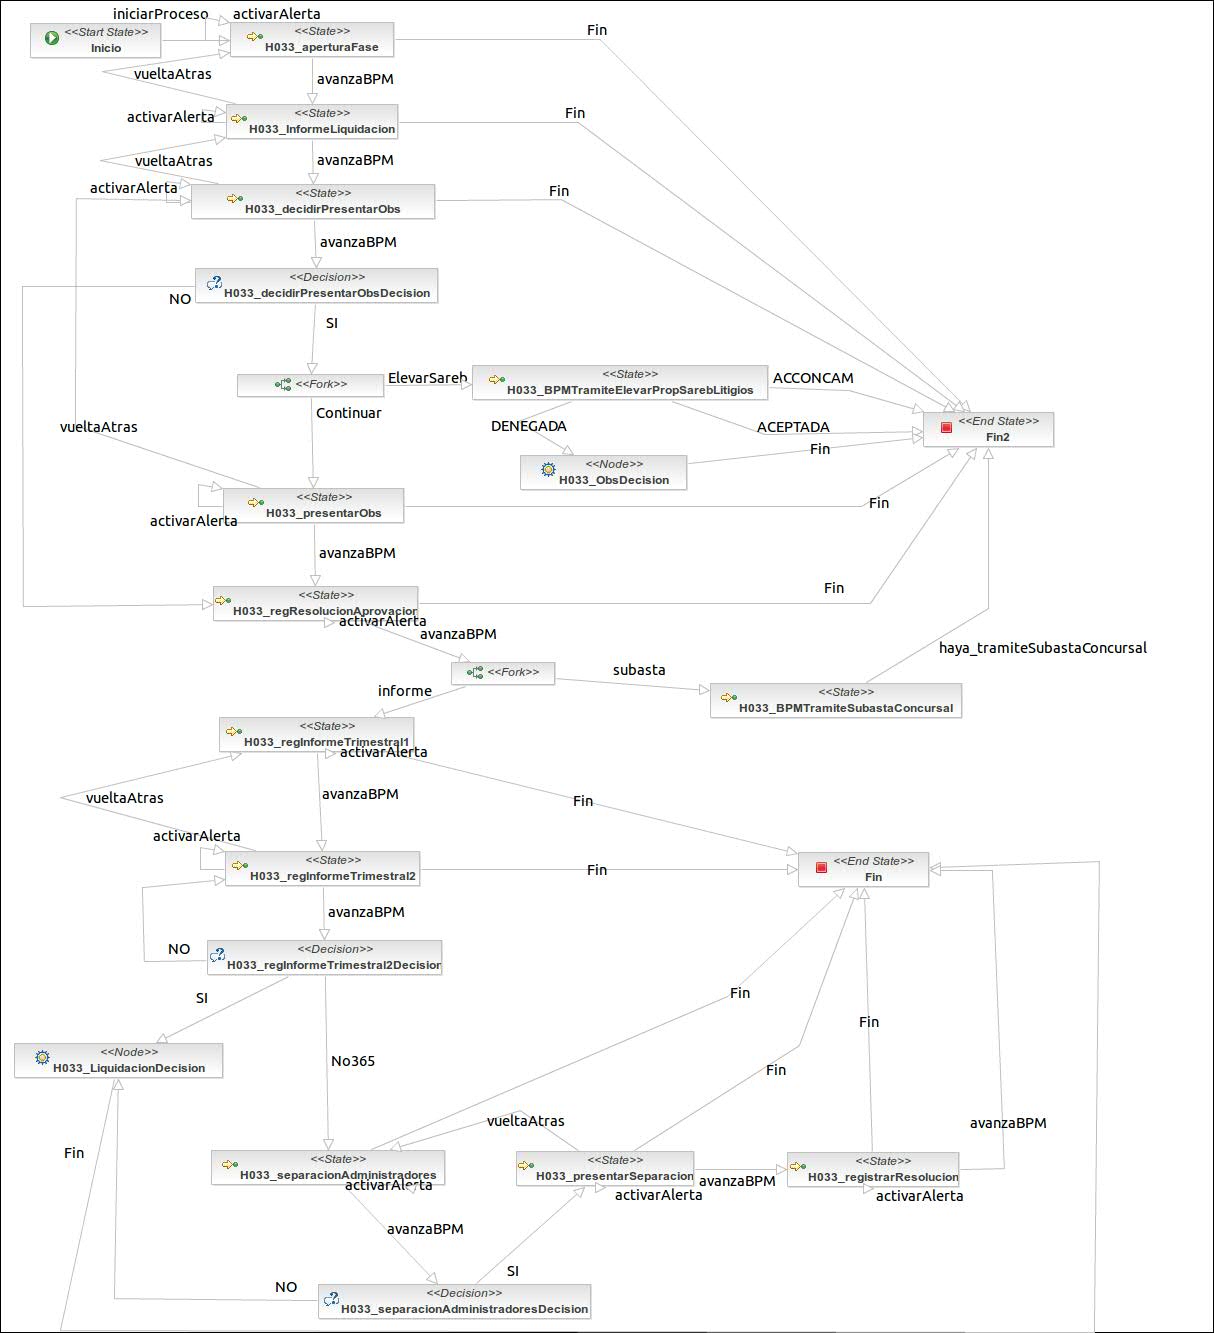 iniciarProceso
activarAlerta
<<Start State>>
Inicio
<<State>>
H033_aperturaFase
Fin
vueltaAtras
avanzaBPM
activarAlerta
<<State>>
H033_InformeLiquidacion
Fin
vueltaAtras
avanzaBPM
activarAlerta
<<State>>
H033_decidirPresentarObs
Fin
avanzaBPM
<<Decision>>
H033_decidirPresentarObsDecision
NO
SI
<<Fork>>
ElevarSareb
<<State>>
H033_BPMTramiteElevarPropSarebLitigios
ACCONCAM
Continuar
vueltaAtras
DENEGADA
ACEPTADA
<<End State>>
Fin2
Fin
<<Node>>
H033_ObsDecision
<<State>>
H033_presentarObs
activarAlerta
Fin
avanzaBPM
<<State>>
H033_regResolucionAprovacion
activarAlerta
Fin
avanzaBPM
<<Fork>>
subasta
haya_tramiteSubastaConcursal
informe
<<State>>
H033_BPMTramiteSubastaConcursal
<<State>>
H033_regInformeTrimestral1
activarAlerta
vueltaAtras
avanzaBPM
Fin
activarAlerta
<<State>>
H033_regInformeTrimestral2
Fin
<<End State>>
Fin
avanzaBPM
NO
<<Decision>>
H033_regInformeTrimestral2Decision
SI
Fin
Fin
<<Node>>
H033_LiquidacionDecision
No365
Fin
vueltaAtras
avanzaBPM
Fin
<<State>>
H033_separacionAdministradores
activarAlerta
<<State>>
H033_presentarSeparacion
activarAlerta
avanzaBPM
<<State>>
H033_registrarResolucion
activarAlerta
avanzaBPM
SI
NO
<<Decision>>
H033_separacionAdministradoresDecision